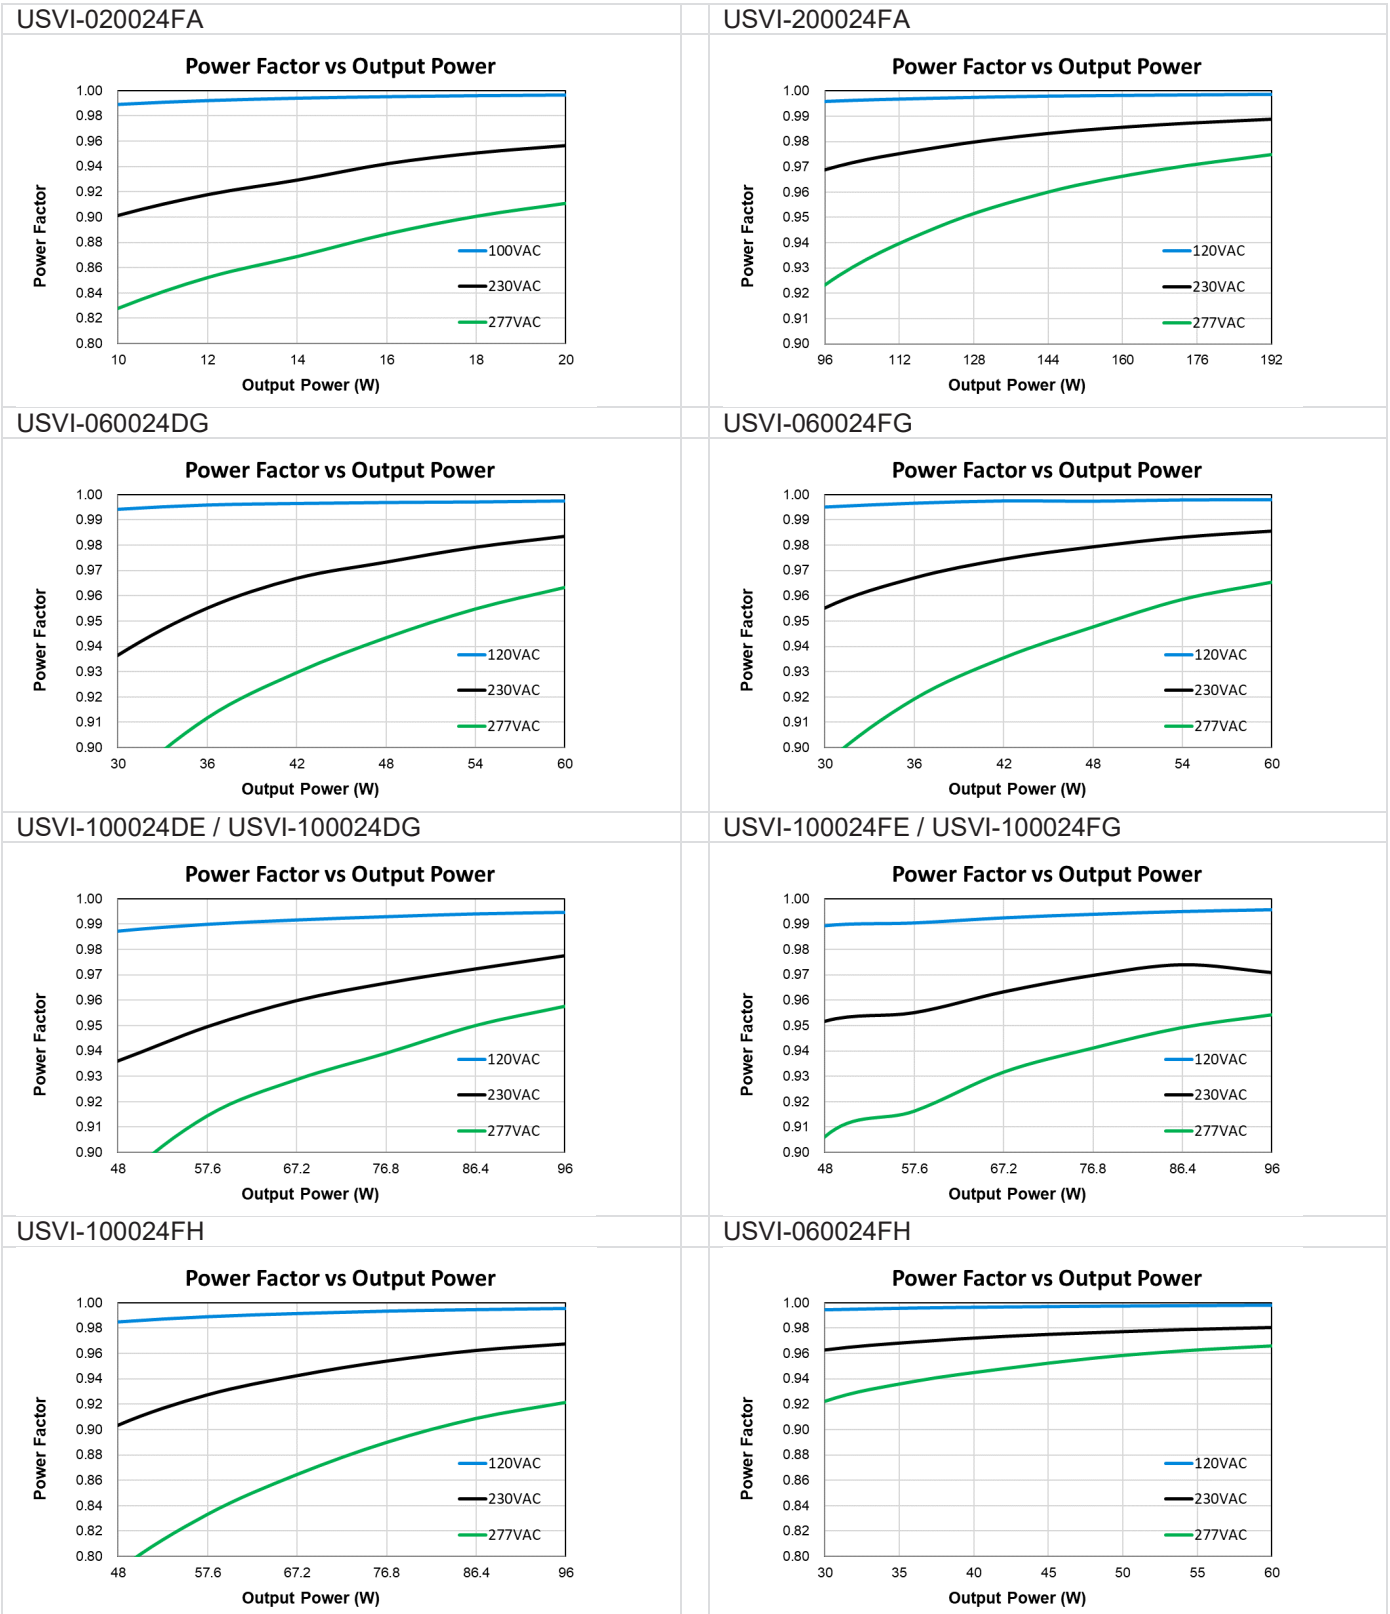 USVI-020024FA
Power Factor vs Output Power
1.00
0.98
0.96
0.94
0.92
0.90
0.88
0.86
0.84
0.82
0.80
Power Factor
100VAC
230VAC
277VAC
10 12 14 16 18 20
Output Power (W)
USVI-200024FA
Power Factor vs Output Power
1.00
0.99
0.98
0.97
0.96
0.95
0.94
0.93
0.92
0.91
0.90
Power Factor
120VAC
230VAC
277VAC
96 112 128 144 160 176 192
Output Power (W)
USVI-060024DG
Power Factor vs Output Power
1.00
0.99
0.98
0.97
0.96
0.95
0.94
0.93
0.92
0.91
0.90
Power Factor
120VAC
230VAC
277VAC
30 36 42 48 54 60
Output Power (W)
USVI-060024FG
Power Factor vs Output Power
1.00
0.99
0.98
0.97
0.96
0.95
0.94
0.93
0.92
0.91
0.90
Power Factor
120VAC
230VAC
277VAC
30 36 42 48 54 60
Output Power (W)
USVI-100024DE / USVI-100024DG
Power Factor vs Output Power
1.00
0.99
0.98
0.97
0.96
0.95
0.94
0.93
0.92
0.91
0.90
Power Factor
120VAC
230VAC
277VAC
48 57.6 67.2 76.8 86.4 96
Output Power (W)
USVI-100024FE / USVI-100024FG
Power Factor vs Output Power
1.00
0.99
0.98
0.97
0.96
0.95
0.94
0.93
0.92
0.91
0.90
Power Factor
120VAC
230VAC
277VAC
48 57.6 67.2 76.8 86.4 96
Output Power (W)
USVI-100024FH
Power Factor vs Output Power
1.00
0.98
0.96
0.94
0.92
0.90
0.88
0.86
0.84
0.82
0.80
Power Factor
120VAC
230VAC
277VAC
48 57.6 67.2 76.8 86.4 96
Output Power (W)
USVI-060024FH
Power Factor vs Output Power
1.00
0.98
0.96
0.94
0.92
0.90
0.88
0.86
0.84
0.82
0.80
Power Factor
120VAC
230VAC
277VAC
30 35 40 45 50 55 60
Output Power (W)